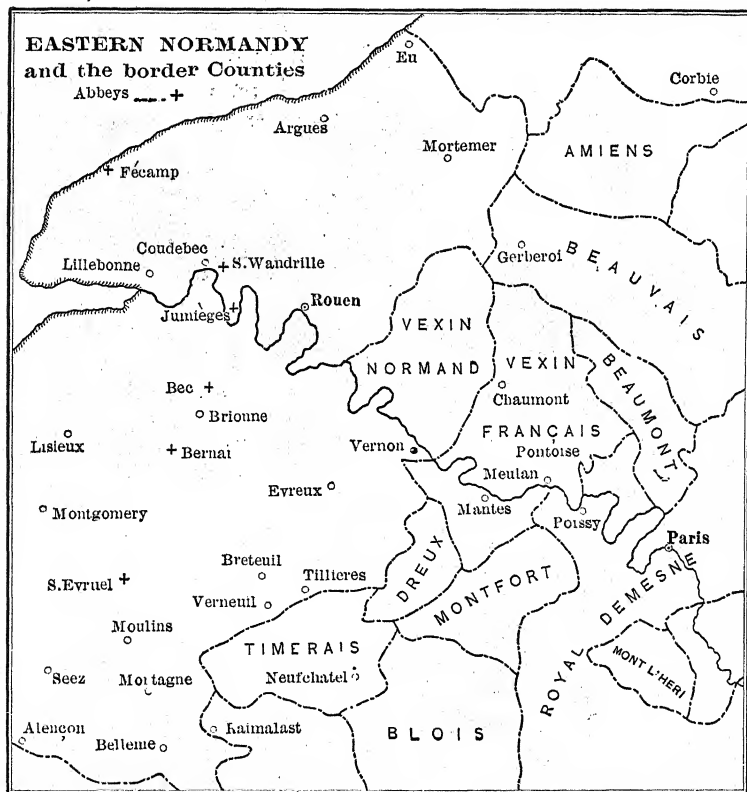 EASTERN NORMANDY
and the border Counties
Abbeys
Eu
Corbie
Argues
Mortemer
AMIENS
Fécamp
Coudebec
Lillebonne
S.Wandrille
Gerberoi
BEAUVAIS
Jumièges
Rouen
VEXIN
NORMAND
VEXIN
BEAUMONT
Bec
Chaumont
Brionne
FRANÇAIS
Lisieux
Bernai
Vernon
Pontoise
Meulan
Evreux
Mantes
Montgomery
Poissy
Paris
Breteuil
DREUX
S.Evruel
Tillieres
MONTFORT
ROYAL DEMESNE
Verneuil
Moulins
TIMERAIS
MONT L'HERI
Seez
Mortagne
Neufchatel
Alençon
Belleme
BLOIS